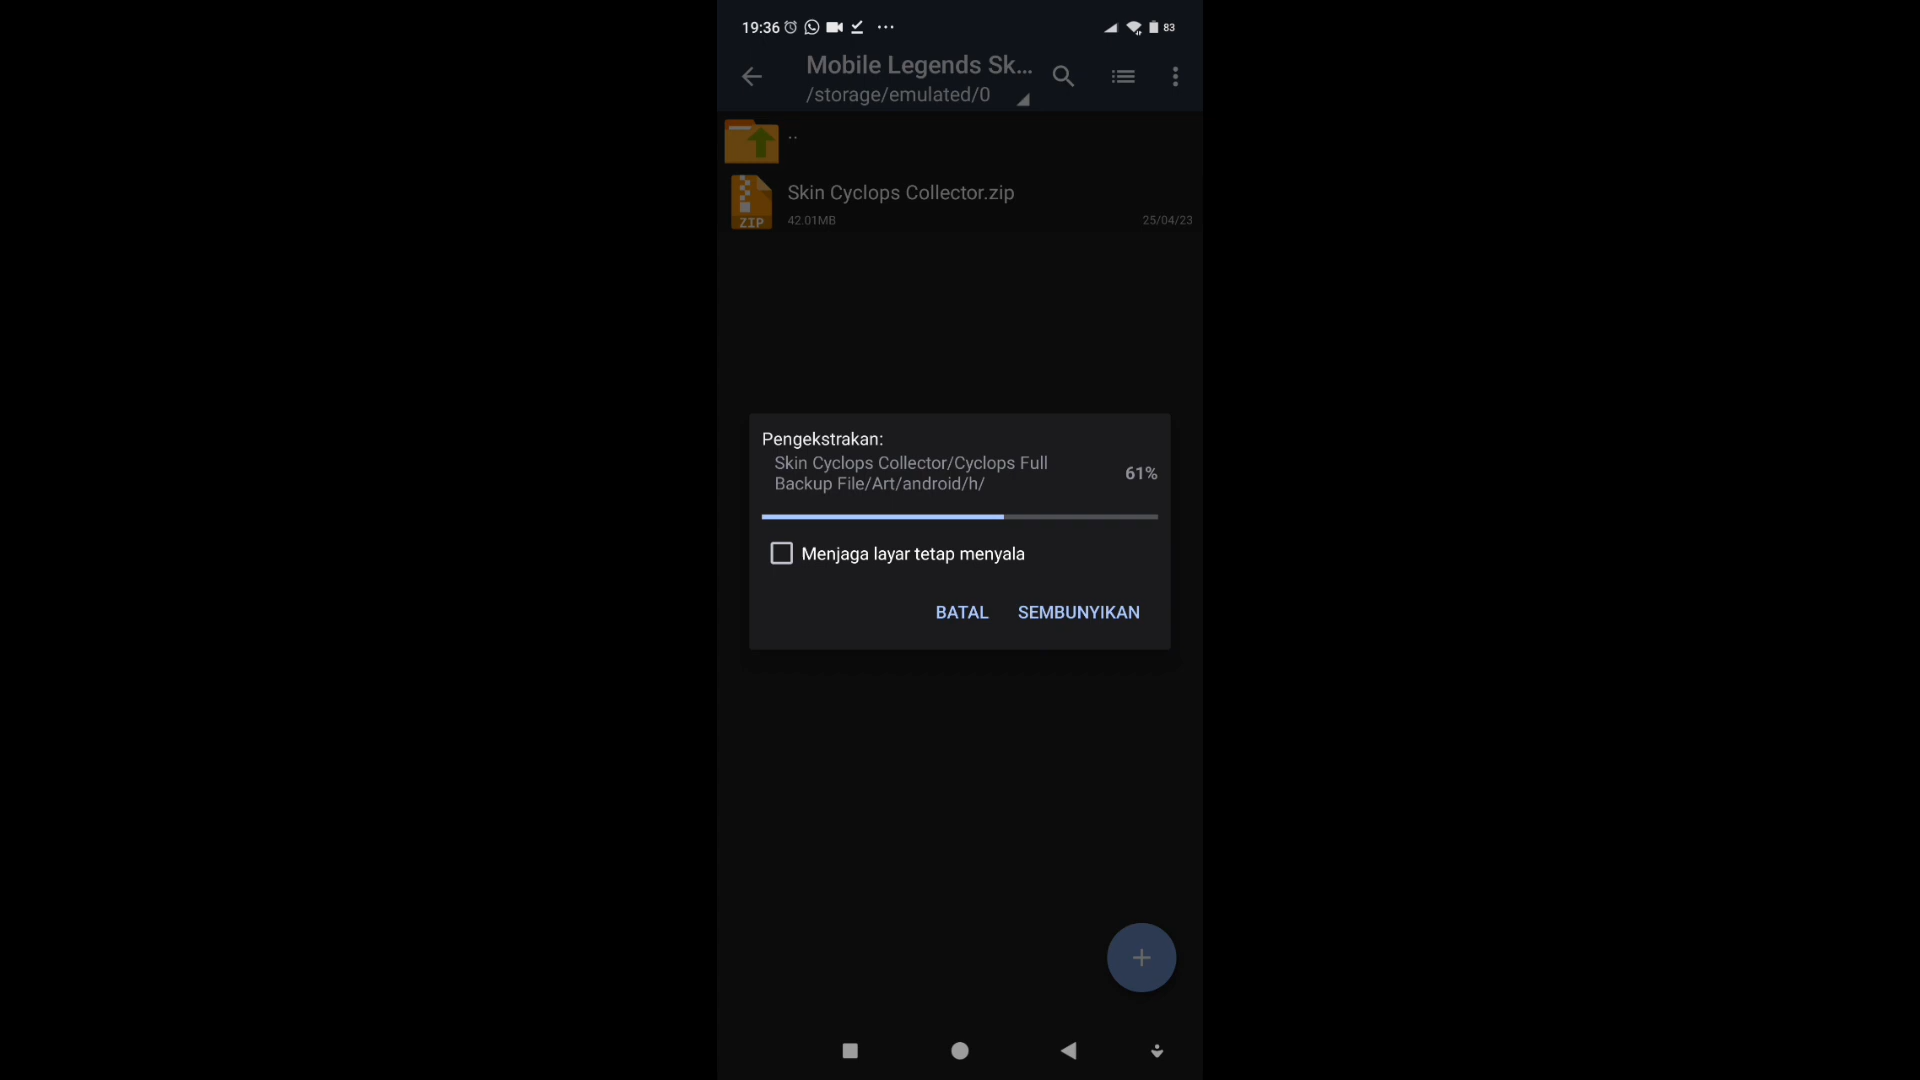 19:36
83
Mobile Legends Sk...
/storage/emulated/0
..
Skin Cyclops Collector.zip
ZIP
42.01MB
25/04/23
Pengekstrakan:
Skin Cyclops Collector/Cyclops Full
Backup File/Art/android/h/
61%
Menjaga layar tetap menyala
BATAL
SEMBUNYIKAN